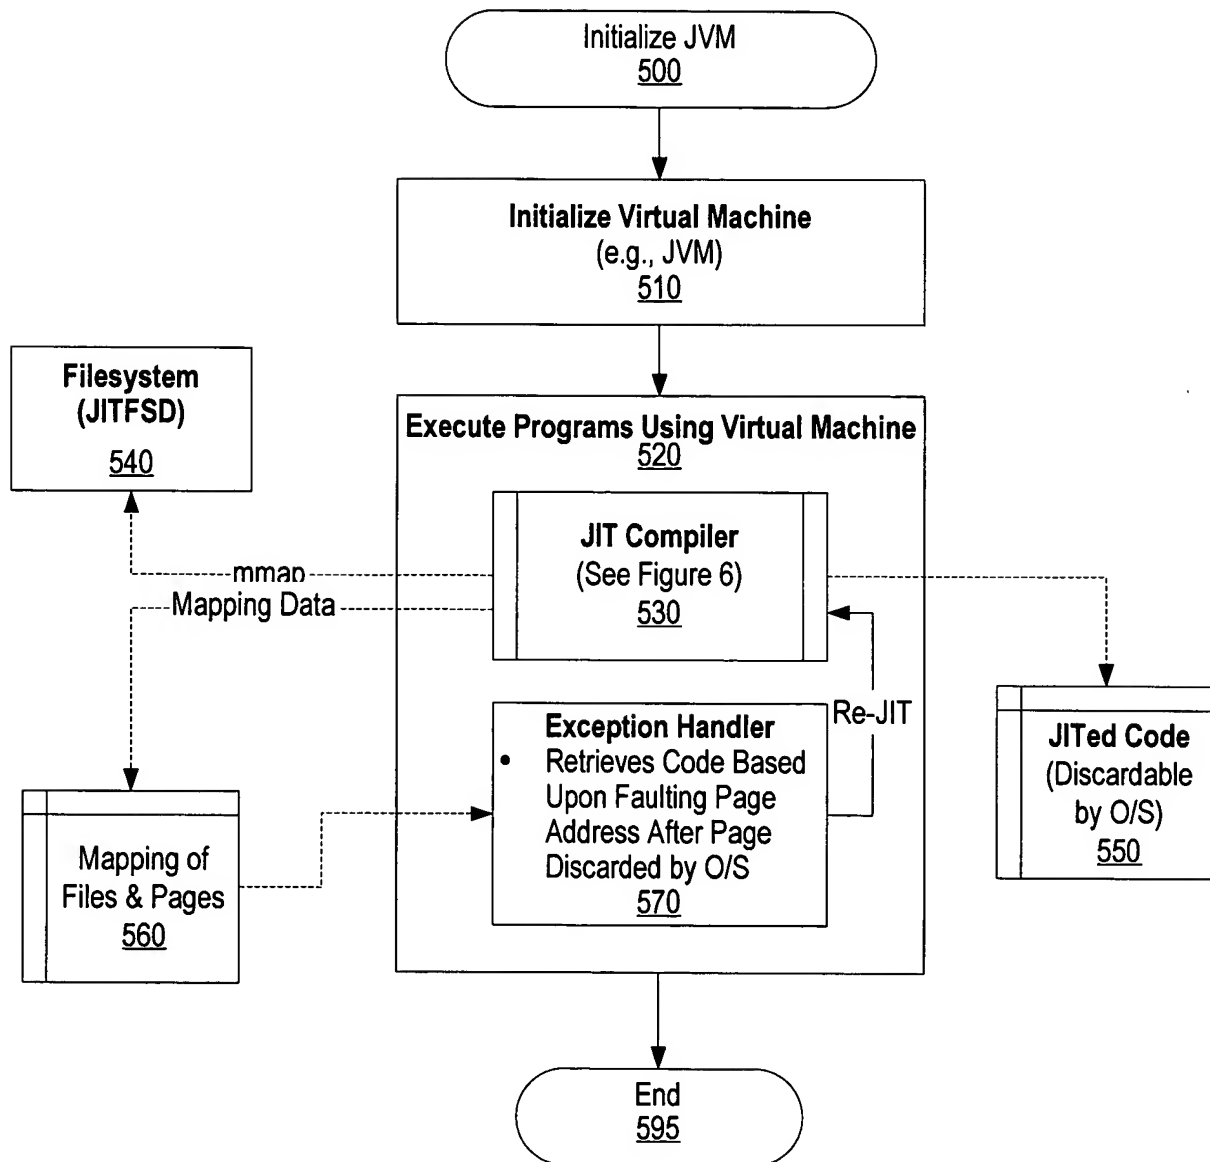 Initialize JVM
500
Initialize Virtual Machine
(e.g., JVM)
510
Filesystem
(JITFSD)
540
Execute Programs Using Virtual Machine
520
JIT Compiler
(See Figure 6)
530
mmap
Mapping Data
Re-JIT
Exception Handler
• Retrieves Code Based
Upon Faulting Page
Address After Page
Discarded by O/S
570
JITed Code
(Discardable
by O/S)
550
Mapping of
Files & Pages
560
End
595